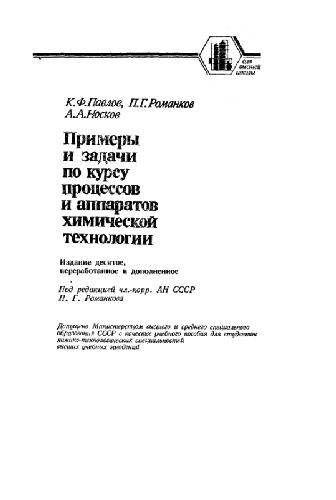 для
высшей
школы
К.Ф.Павлов, П.Г.Романков
А.А.Носков
Примеры
и задачи
по курсу
процессов
и аппаратов
химической
технологии
Издание десятое,
переработанное и дополненное
Под редакцией чл.-корр. АН СССР
П. Г. Романкова
Допущено Министерством высшего и среднего специального
образования СССР в качестве учебного пособия для студентов
химико-технологических специальностей
высших учебных заведений